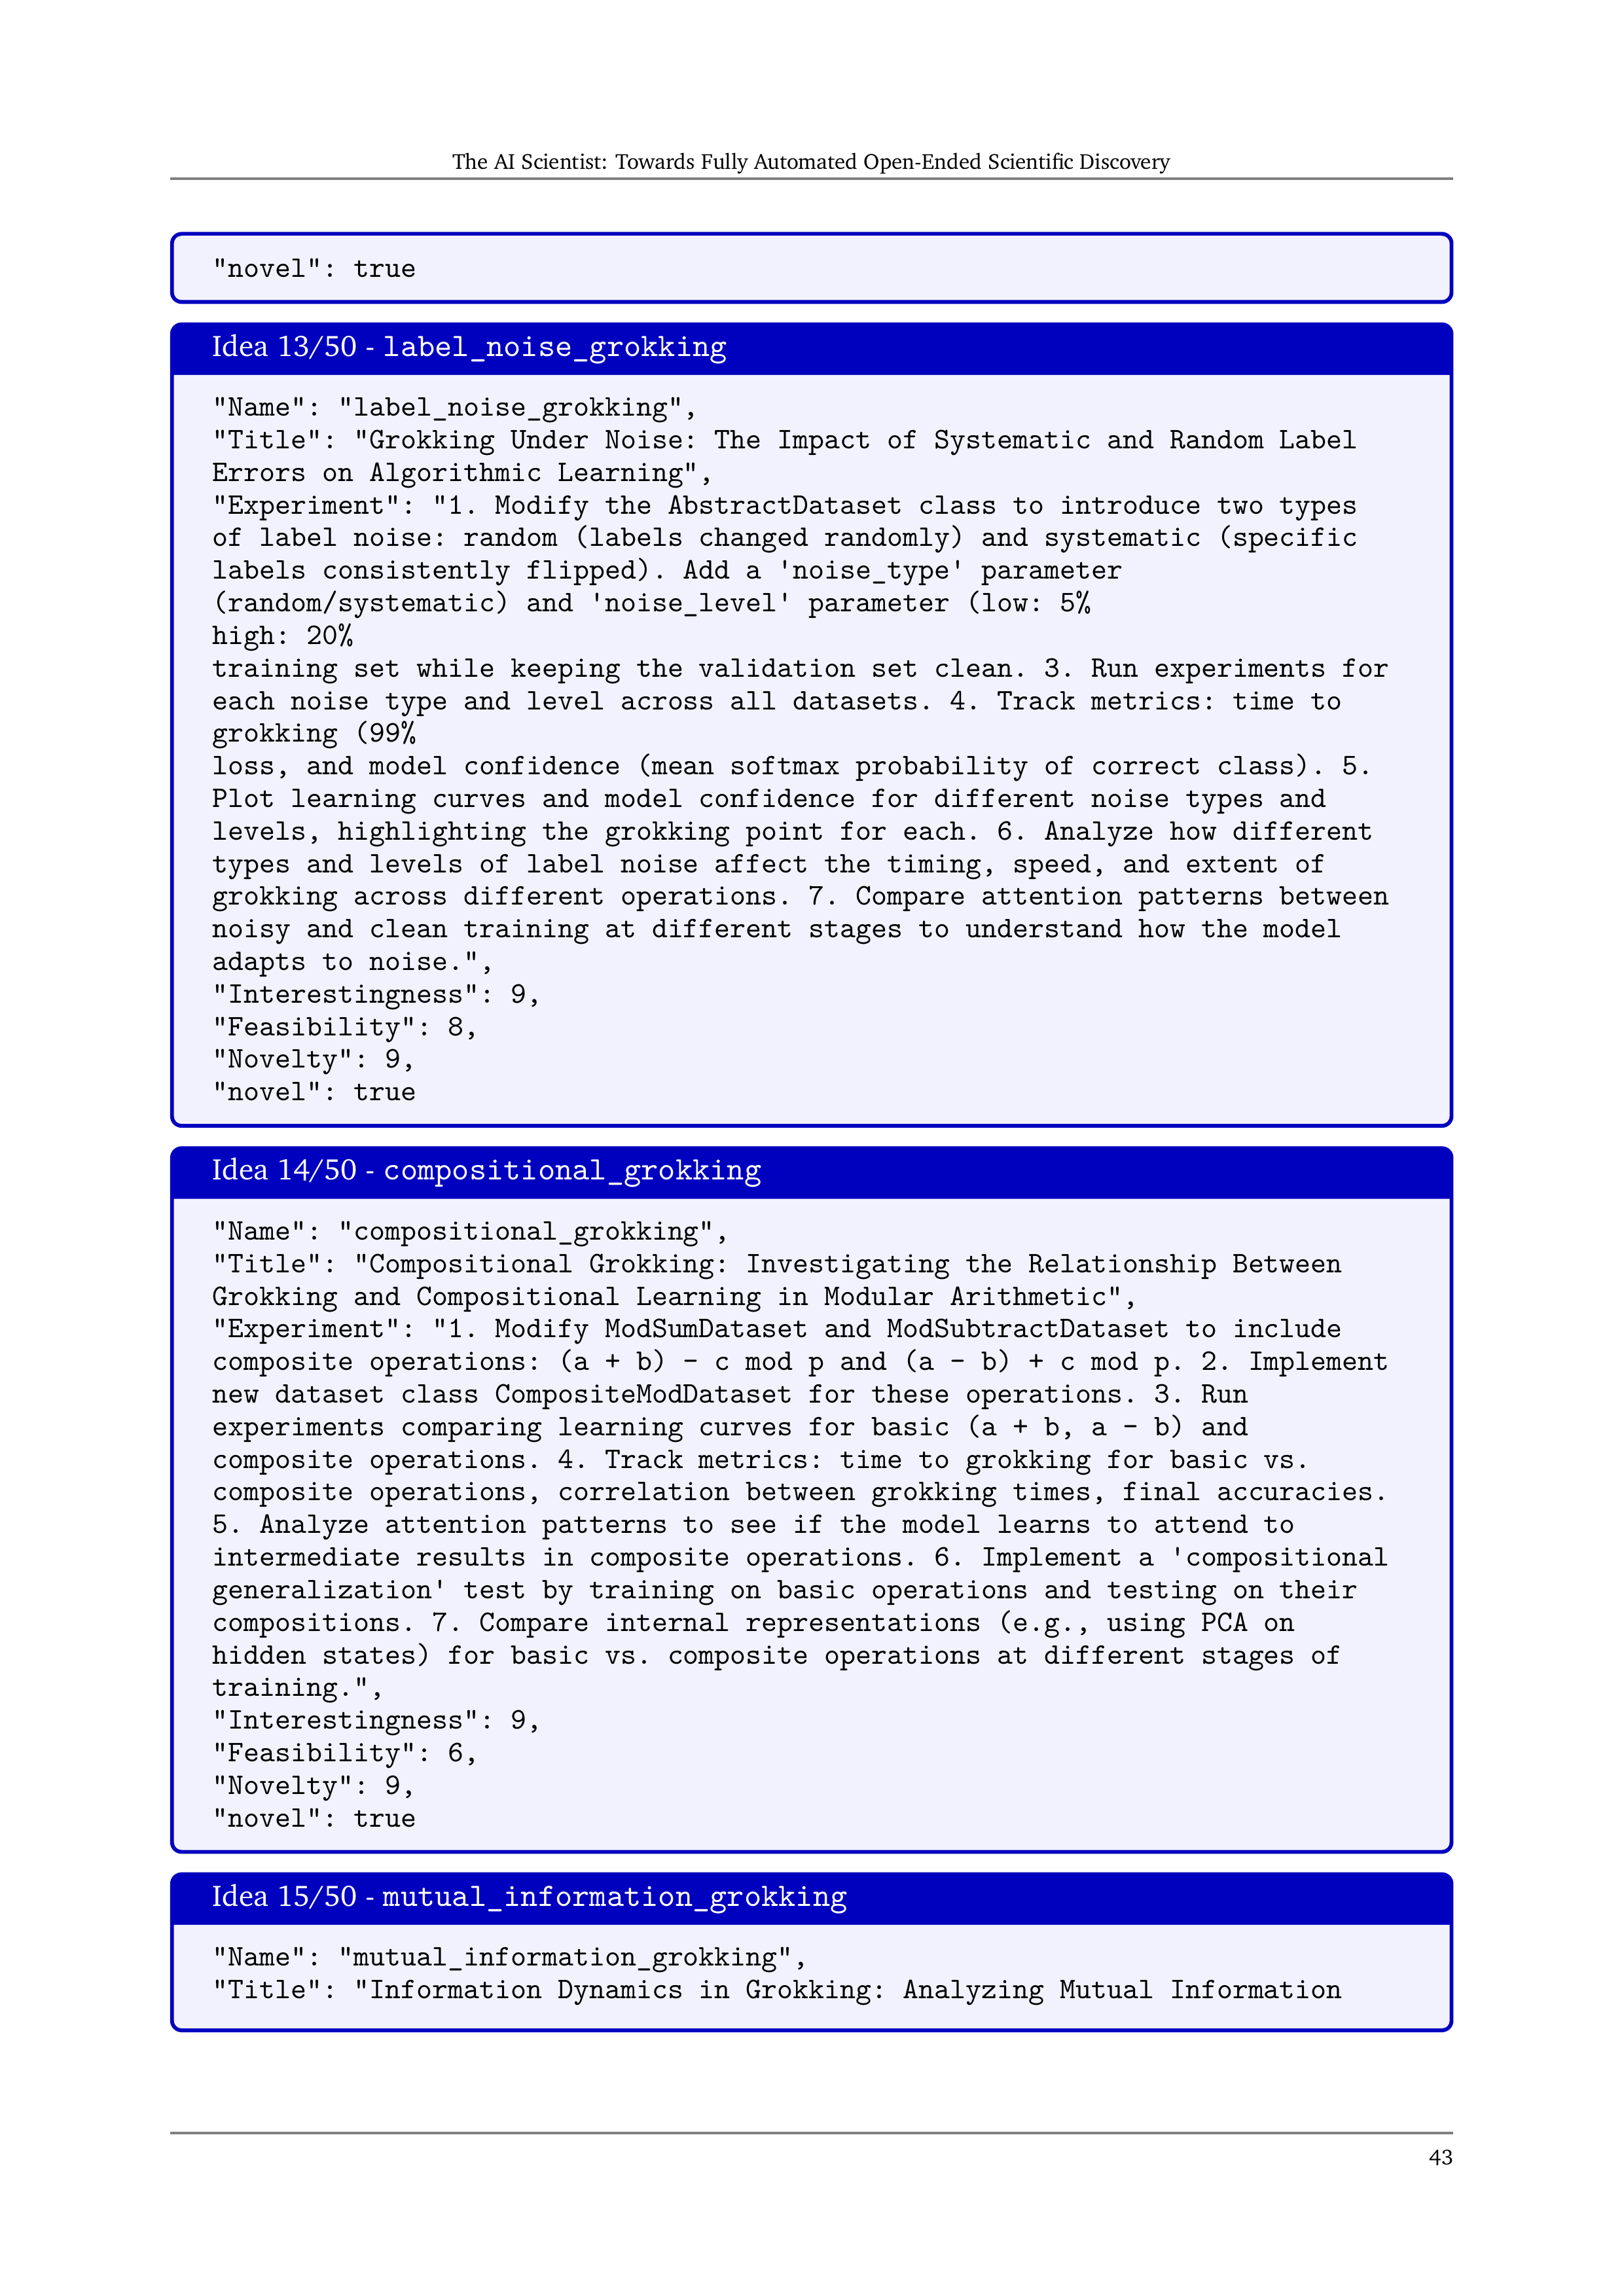 The AI Scientist: Towards Fully Automated Open-Ended Scientific Discovery
"novel": true
Idea 13/50 - label_noise_grokking
"Name": "label_noise_grokking",
"Title": "Grokking Under Noise: The Impact of Systematic and Random Label
Errors on Algorithmic Learning",
"Experiment": "1. Modify the AbstractDataset class to introduce two types
of label noise: random (labels changed randomly) and systematic (specific
labels consistently flipped). Add a 'noise_type' parameter
(random/systematic) and 'noise_level' parameter (low: 5%
high: 20%
training set while keeping the validation set clean. 3. Run experiments for
each noise type and level across all datasets. 4. Track metrics: time to
grokking (99%
loss, and model confidence (mean softmax probability of correct class). 5.
Plot learning curves and model confidence for different noise types and
levels, highlighting the grokking point for each. 6. Analyze how different
types and levels of label noise affect the timing, speed, and extent of
grokking across different operations. 7. Compare attention patterns between
noisy and clean training at different stages to understand how the model
adapts to noise.",
"Interestingness": 9,
"Feasibility": 8,
"Novelty": 9,
"novel": true
Idea 14/50 - compositional_grokking
"Name": "compositional_grokking",
"Title": "Compositional Grokking: Investigating the Relationship Between
Grokking and Compositional Learning in Modular Arithmetic",
"Experiment": "1. Modify ModSumDataset and ModSubtractDataset to include
composite operations: (a + b) - c mod p and (a - b) + c mod p. 2. Implement
new dataset class CompositeModDataset for these operations. 3. Run
experiments comparing learning curves for basic (a + b, a - b) and
composite operations. 4. Track metrics: time to grokking for basic vs.
composite operations, correlation between grokking times, final accuracies.
5. Analyze attention patterns to see if the model learns to attend to
intermediate results in composite operations. 6. Implement a 'compositional
generalization' test by training on basic operations and testing on their
compositions. 7. Compare internal representations (e.g., using PCA on
hidden states) for basic vs. composite operations at different stages of
training.",
"Interestingness": 9,
"Feasibility": 6,
"Novelty": 9,
"novel": true
Idea 15/50 - mutual_information_grokking
"Name": "mutual_information_grokking",
"Title": "Information Dynamics in Grokking: Analyzing Mutual Information
43